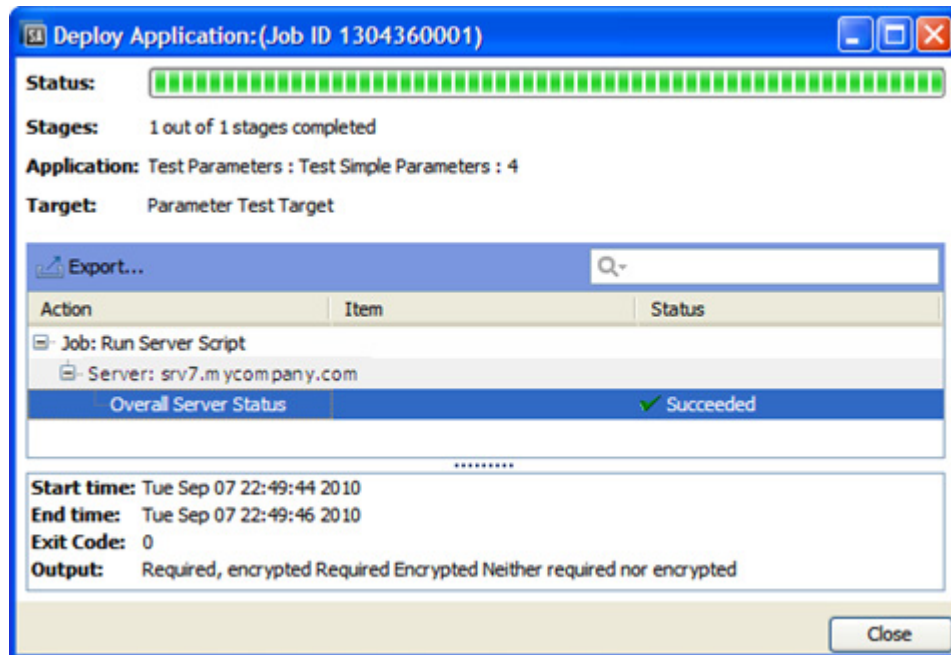 SA Deploy Application:(Job ID 1304360001)
Status:
Stages: 1 out of 1 stages completed
Application: Test Parameters : Test Simple Parameters : 4
Target: Parameter Test Target
Export...
Action Item Status
Job: Run Server Script
Server: srv7.mycompany.com
Overall Server Status Succeeded
Start time: Tue Sep 07 22:49:44 2010
End time: Tue Sep 07 22:49:46 2010
Exit Code: 0
Output: Required, encrypted Required Encrypted Neither required nor encrypted
Close